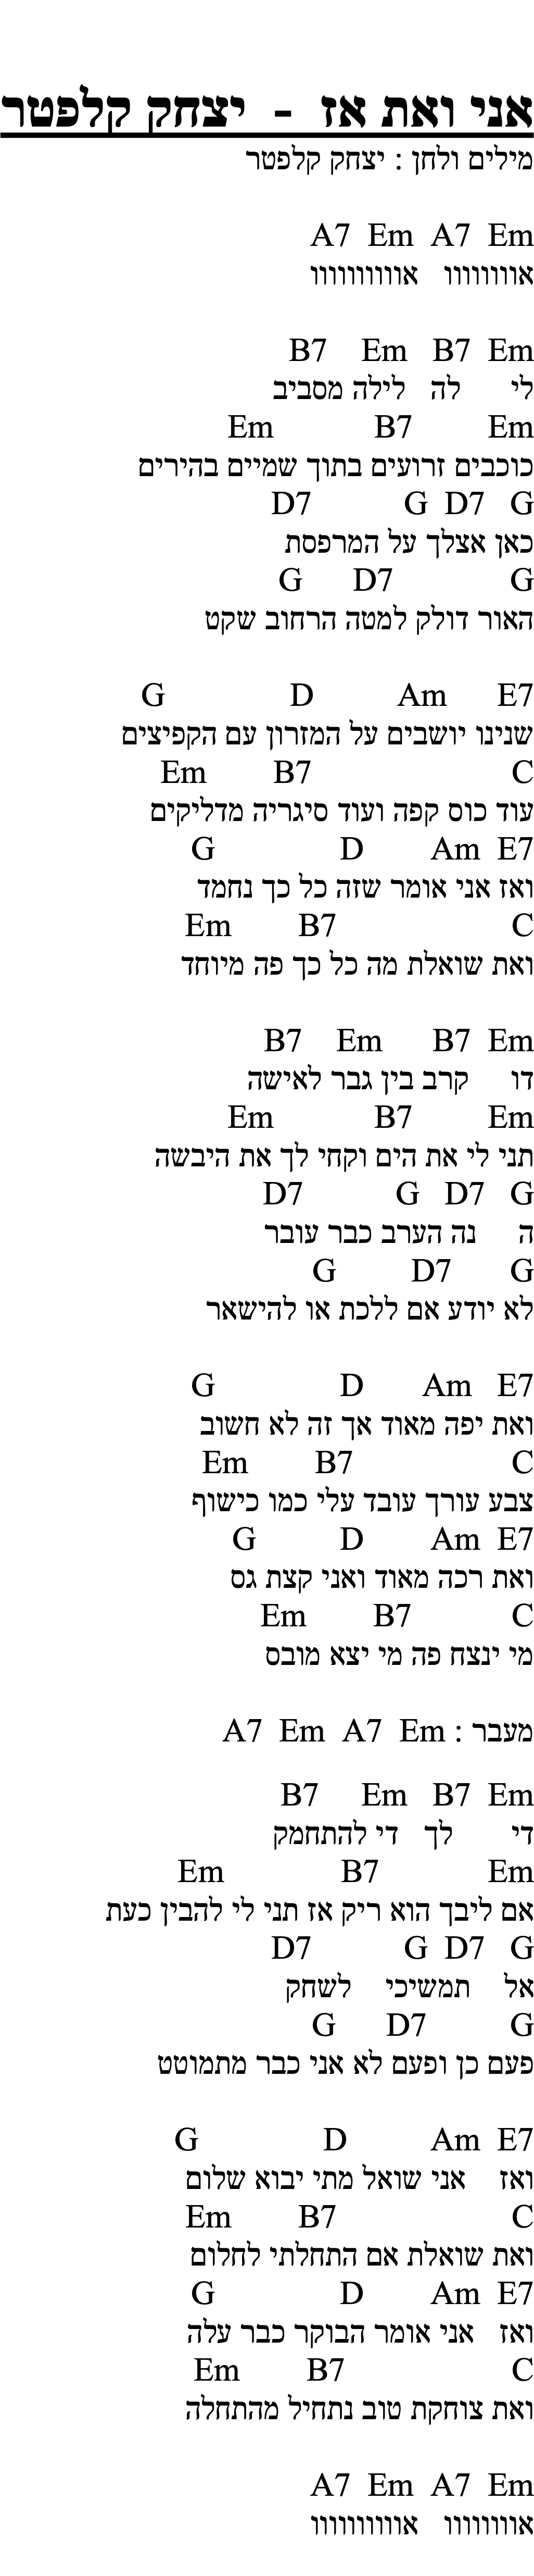 אני ואת אז - יצחק קלפטר
מילים ולחן : יצחק קלפטר
A7 Em A7 Em
אווווווווו אווווווווווו
B7 Em B7 Em
לי לה לילה מסביב
Em B7 Em
כוכבים זרועים בתוך שמיים בהירים
D7 G D7 G
כאן אצלך על המרפסת
G D7 G
האור דולק למטה הרחוב שקט
G D Am E7
שנינו יושבים על המזרון עם הקפיצים
Em B7 C
עוד כוס קפה ועוד סיגריה מדליקים
G D Am E7
ואז אני אומר שזה כל כך נחמד
Em B7 C
ואת שואלת מה כל כך פה מיוחד
B7 Em B7 Em
דו קרב בין גבר לאישה
Em B7 Em
תני לי את הים וקחי לך את היבשה
D7 G D7 G
ה נה הערב כבר עובר
G D7 G
לא יודע אם ללכת או להישאר
G D Am E7
ואת יפה מאוד אך זה לא חשוב
Em B7 C
צבע עורך עובד עלי כמו כישוף
G D Am E7
ואת רכה מאוד ואני קצת גס
Em B7 C
מי ינצח פה מי יצא מובס
מעבר : A7 Em A7 Em
B7 Em B7 Em
די לך די להתחמק
Em B7 Em
אם ליבך הוא ריק אז תני לי להבין כעת
D7 G D7 G
אל תמשיכי לשחק
G D7 G
פעם כן ופעם לא אני כבר מתמוטט
G D Am E7
ואז אני שואל מתי יבוא שלום
Em B7 C
ואת שואלת אם התחלתי לחלום
G D Am E7
ואז אני אומר הבוקר כבר עלה
Em B7 C
ואת צוחקת טוב נתחיל מהתחלה
A7 Em A7 Em
אווווווווו אווווווווווו